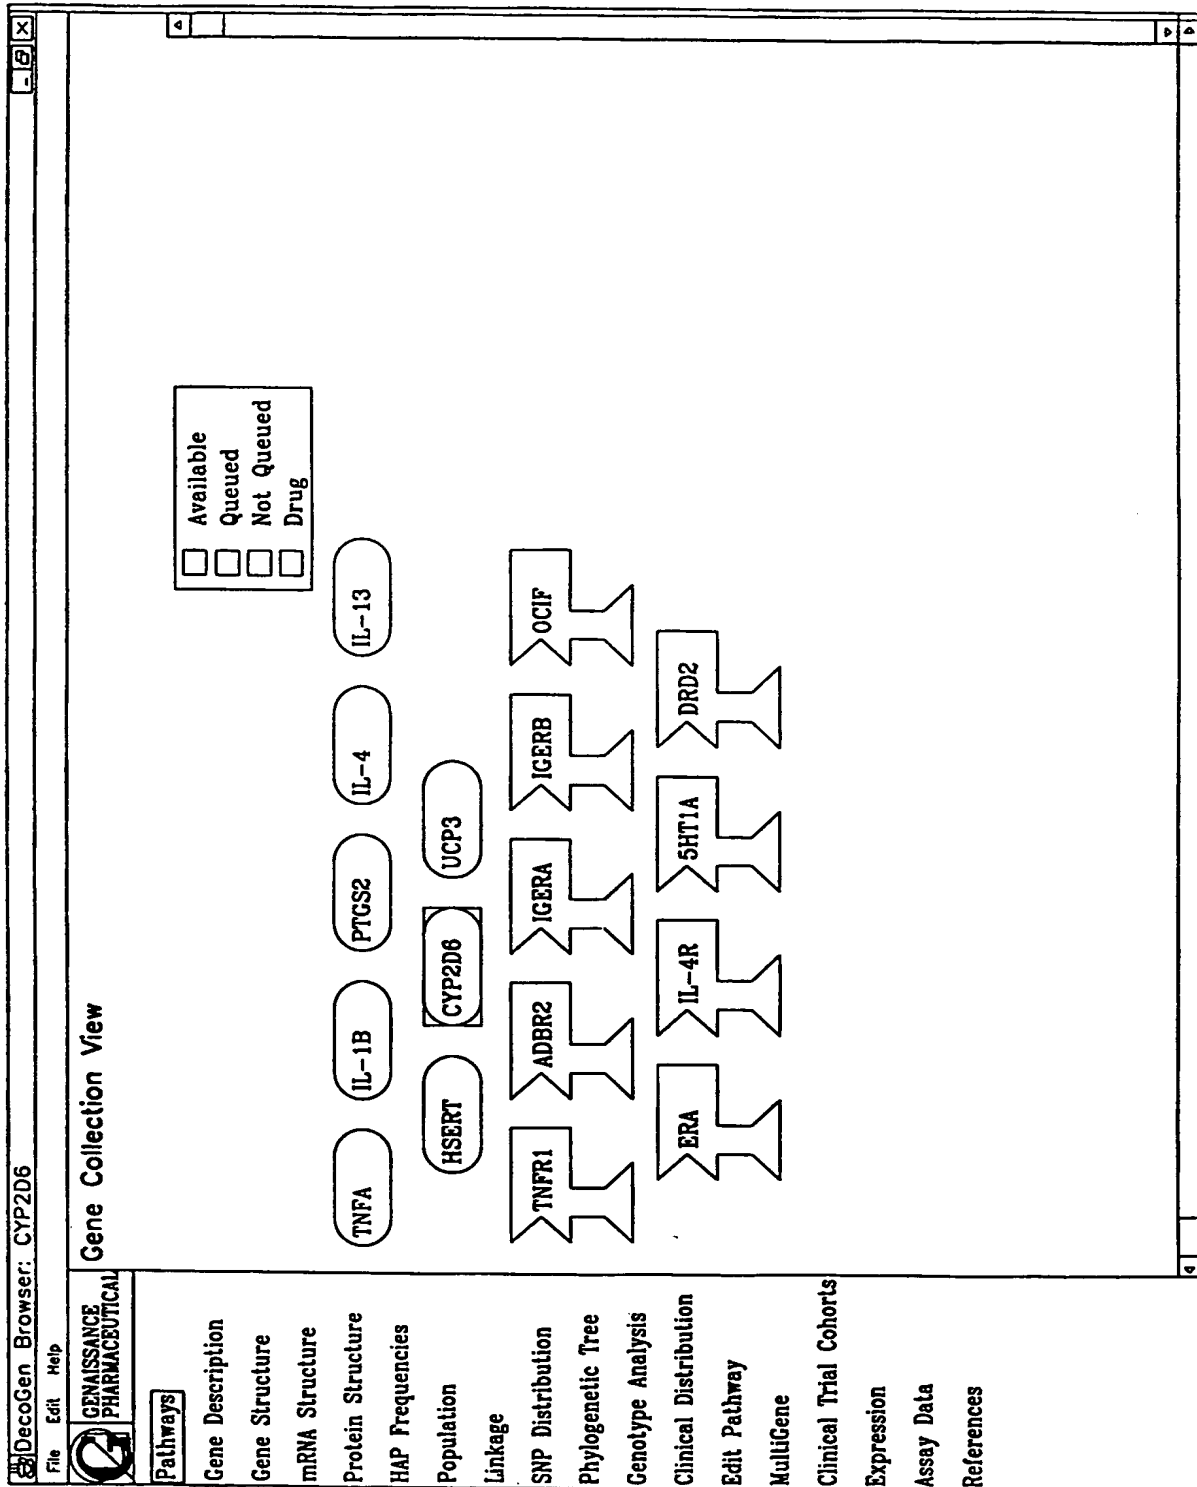 DecoGen Browser: CYP2D6
File Edit Help
GENAISSANCE
PHARMACEUTICAL
Gene Collection View
Pathways
Gene Description
Gene Structure
mRNA Structure
Protein Structure
HAP Frequencies
Population
Linkage
SNP Distribution
Phylogenetic Tree
Genotype Analysis
Clinical Distribution
Edit Pathway
MultiGene
Clinical Trial Cohorts
Expression
Assay Data
References
Available
Queued
Not Queued
Drug
TNFA IL-1B PTGS2 IL-4 IL-13
HSERT CYP2D6 UCP3
TNFR1 ADBR2 IGERA IGERB OCIF
ERA IL-4R 5HT1A DRD2